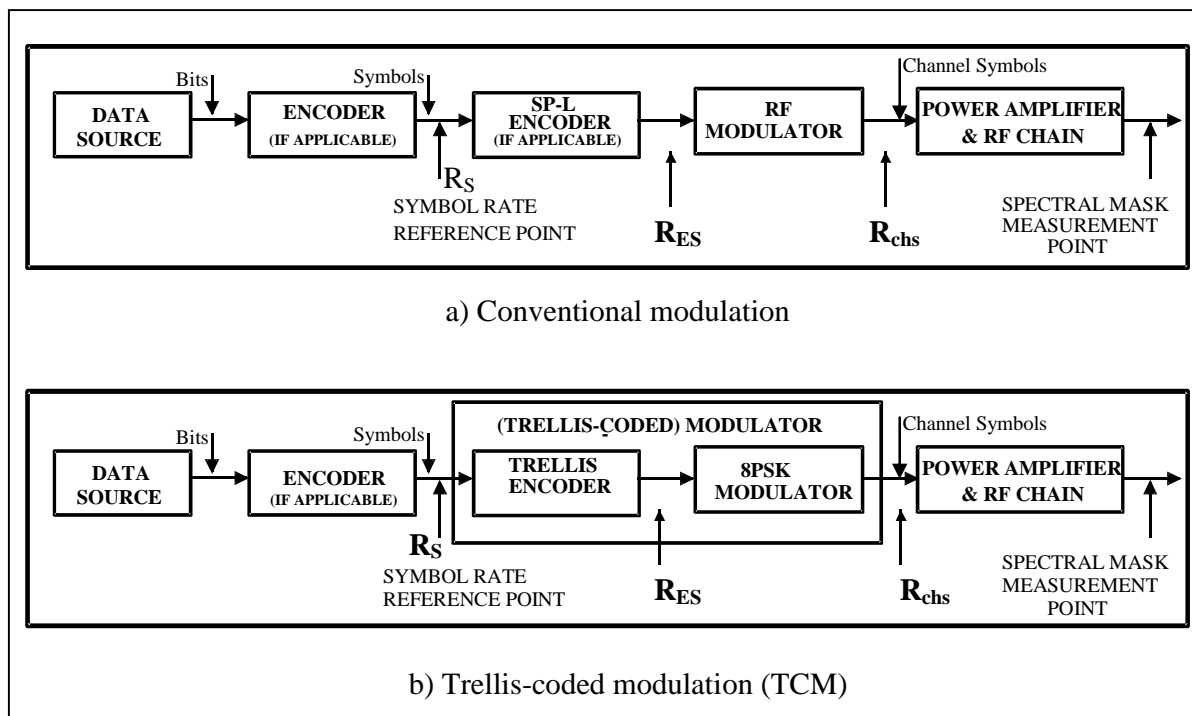 Bits
Symbols
Channel Symbols
DATA
SOURCE
ENCODER
(IF APPLICABLE)
SP-L
ENCODER
(IF APPLICABLE)
RF
MODULATOR
POWER AMPLIFIER
& RF CHAIN
RS
SYMBOL RATE
REFERENCE POINT
RES
Rchs
SPECTRAL MASK
MEASUREMENT
POINT
a) Conventional modulation
(TRELLIS-CODED) MODULATOR
Bits
Symbols
Channel Symbols
DATA
SOURCE
ENCODER
(IF APPLICABLE)
TRELLIS
ENCODER
8PSK
MODULATOR
POWER AMPLIFIER
& RF CHAIN
RS
SYMBOL RATE
REFERENCE POINT
RES
Rchs
SPECTRAL MASK
MEASUREMENT
POINT
b) Trellis-coded modulation (TCM)